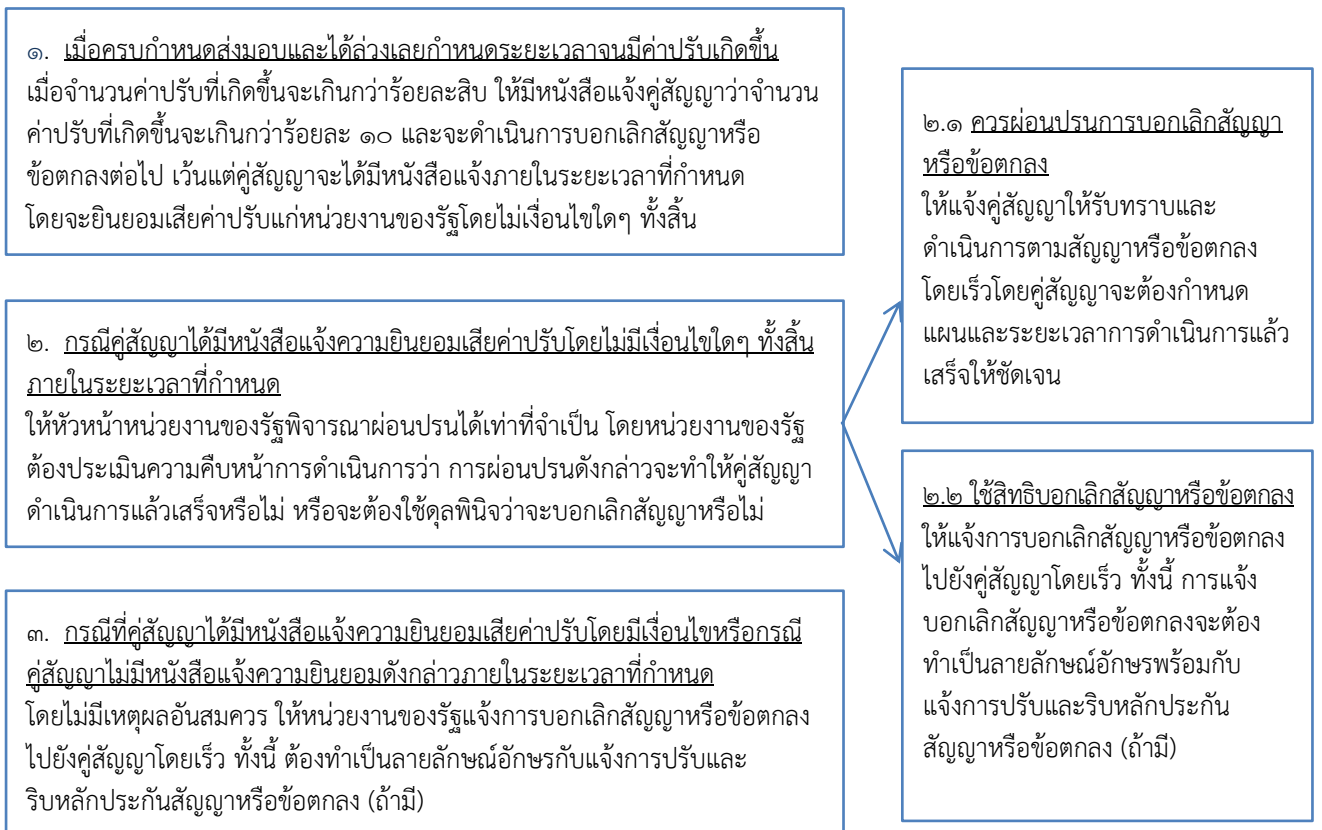 ๑. เมื่อครบกำหนดส่งมอบและได้ล่วงเลยกำหนดระยะเวลาจนมีค่าปรับเกิดขึ้น
เมื่อจำนวนค่าปรับที่เกิดขึ้นจะเกินกว่าร้อยละสิบ ให้มีหนังสือแจ้งคู่สัญญาว่าจำนวน
ค่าปรับที่เกิดขึ้นจะเกินกว่าร้อยละ ๑๐ และจะดำเนินการบอกเลิกสัญญาหรือ
ข้อตกลงต่อไป เว้นแต่คู่สัญญาจะได้มีหนังสือแจ้งภายในระยะเวลาที่กำหนด
โดยจะยินยอมเสียค่าปรับแก่หน่วยงานของรัฐโดยไม่เงื่อนไขใดๆ ทั้งสิ้น
๒. กรณีคู่สัญญาได้มีหนังสือแจ้งความยินยอมเสียค่าปรับโดยไม่มีเงื่อนไขใดๆ ทั้งสิ้น
ภายในระยะเวลาที่กำหนด
ให้หัวหน้าหน่วยงานของรัฐพิจารณาผ่อนปรนได้เท่าที่จำเป็น โดยหน่วยงานของรัฐ
ต้องประเมินความคืบหน้าการดำเนินการว่า การผ่อนปรนดังกล่าวจะทำให้คู่สัญญา
ดำเนินการแล้วเสร็จหรือไม่ หรือจะต้องใช้ดุลพินิจว่าจะบอกเลิกสัญญาหรือไม่
๒.๑ ควรผ่อนปรนการบอกเลิกสัญญา
หรือข้อตกลง
ให้แจ้งคู่สัญญาให้รับทราบและ
ดำเนินการตามสัญญาหรือข้อตกลง
โดยเร็วโดยคู่สัญญาจะต้องกำหนด
แผนและระยะเวลาการดำเนินการแล้ว
เสร็จให้ชัดเจน
๒.๒ ใช้สิทธิบอกเลิกสัญญาหรือข้อตกลง
ให้แจ้งการบอกเลิกสัญญาหรือข้อตกลง
ไปยังคู่สัญญาโดยเร็ว ทั้งนี้ การแจ้ง
บอกเลิกสัญญาหรือข้อตกลงจะต้อง
ทำเป็นลายลักษณ์อักษรพร้อมกับ
แจ้งการปรับและริบหลักประกัน
สัญญาหรือข้อตกลง (ถ้ามี)
๓. กรณีที่คู่สัญญาได้มีหนังสือแจ้งความยินยอมเสียค่าปรับโดยมีเงื่อนไขหรือกรณี
คู่สัญญาไม่มีหนังสือแจ้งความยินยอมดังกล่าวภายในระยะเวลาที่กำหนด
โดยไม่มีเหตุผลอันสมควร ให้หน่วยงานของรัฐแจ้งการบอกเลิกสัญญาหรือข้อตกลง
ไปยังคู่สัญญาโดยเร็ว ทั้งนี้ ต้องทำเป็นลายลักษณ์อักษรกับแจ้งการปรับและ
ริบหลักประกันสัญญาหรือข้อตกลง (ถ้ามี)